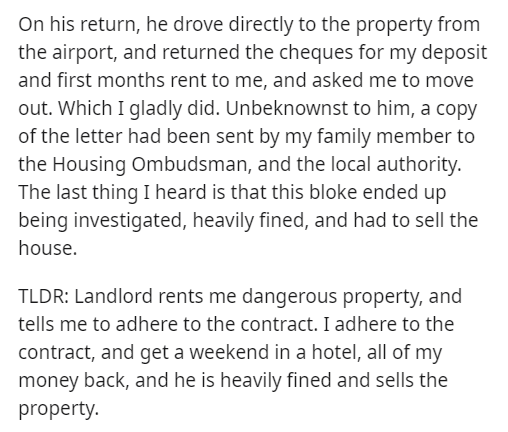 On his return, he drove directly to the property from
the airport, and returned the cheques for my deposit
and first months rent to me, and asked me to move
out. Which I gladly did. Unbeknownst to him, a copy
of the letter had been sent by my family member to
the Housing Ombudsman, and the local authority.
The last thing I heard is that this bloke ended up
being investigated, heavily fined, and had to sell the
house.
TLDR: Landlord rents me dangerous property, and
tells me to adhere to the contract. I adhere to the
contract, and get a weekend in a hotel, all of my
money back, and he is heavily fined and sells the
property.